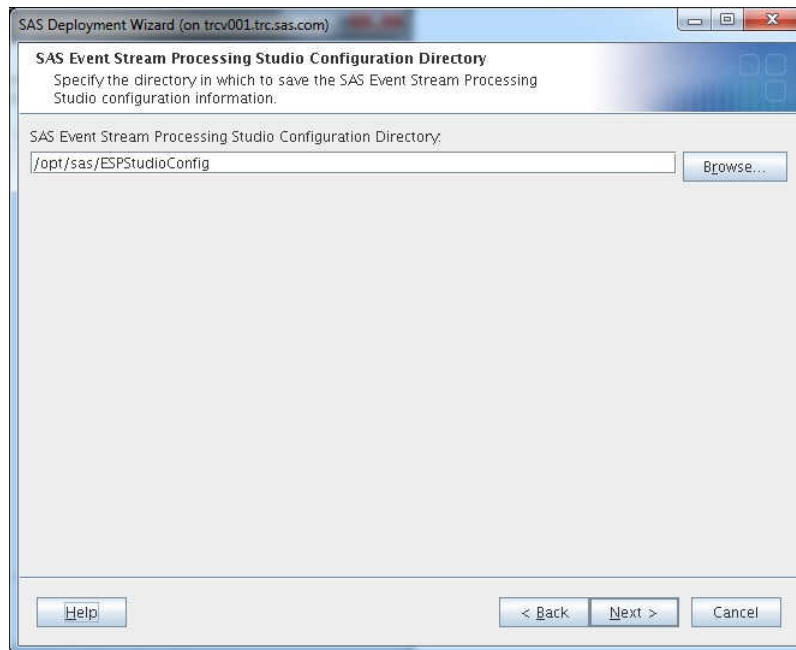 SAS Deployment Wizard (on trcv001.trc.sas.com)
SAS Event Stream Processing Studio Configuration Directory
Specify the directory in which to save the SAS Event Stream Processing
Studio configuration information.
SAS Event Stream Processing Studio Configuration Directory:
/opt/sas/ESPStudioConfig
Browse...
Help
< Back
Next >
Cancel